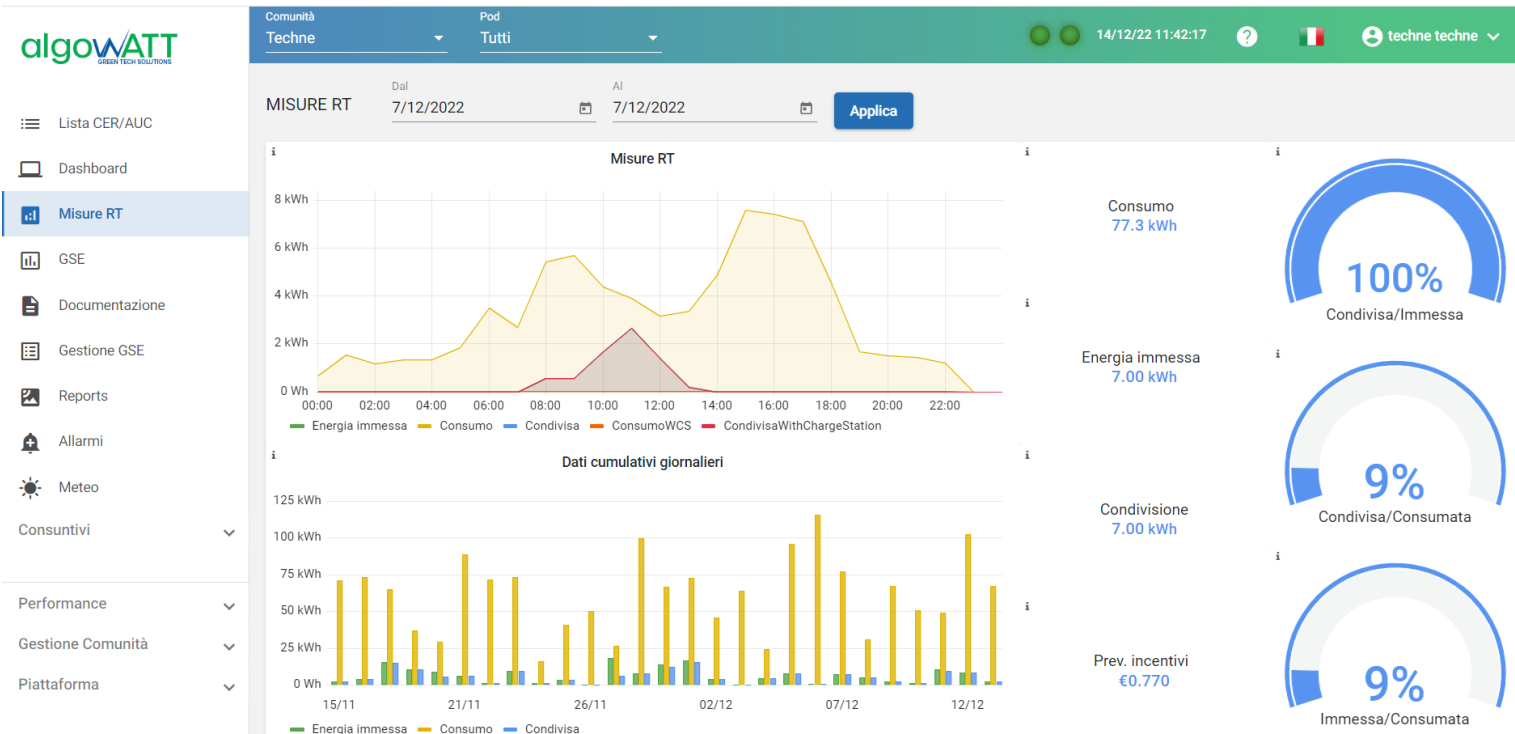 algoWATT
GREEN TECH SOLUTIONS
Lista CER/AUC
Dashboard
Misure RT
GSE
Documentazione
Gestione GSE
Reports
Allarmi
Meteo
Consuntivi
Performance
Gestione Comunità
Piattaforma
Comunità
Techne
Pod
Tutti
14/12/22 11:42:17
?
techne techne
MISURE RT
Dal
7/12/2022
Al
7/12/2022
Applica
i
Misure RT
8 kWh
6 kWh
4 kWh
2 kWh
0 Wh
00:00 02:00 04:00 06:00 08:00 10:00 12:00 14:00 16:00 18:00 20:00 22:00
Energia immessa Consumo Condivisa ConsumoWCS CondivisaWithChargeStation
i
Dati cumulativi giornalieri
125 kWh
100 kWh
75 kWh
50 kWh
25 kWh
0 Wh
15/11 21/11 26/11 02/12 07/12 12/12
Energia immessa Consumo Condivisa
i
Consumo
77.3 kWh
i
Energia immessa
7.00 kWh
i
Condivisione
7.00 kWh
i
Prev. incentivi
€0.770
i
100%
Condivisa/Immessa
i
9%
Condivisa/Consumata
i
9%
Immessa/Consumata